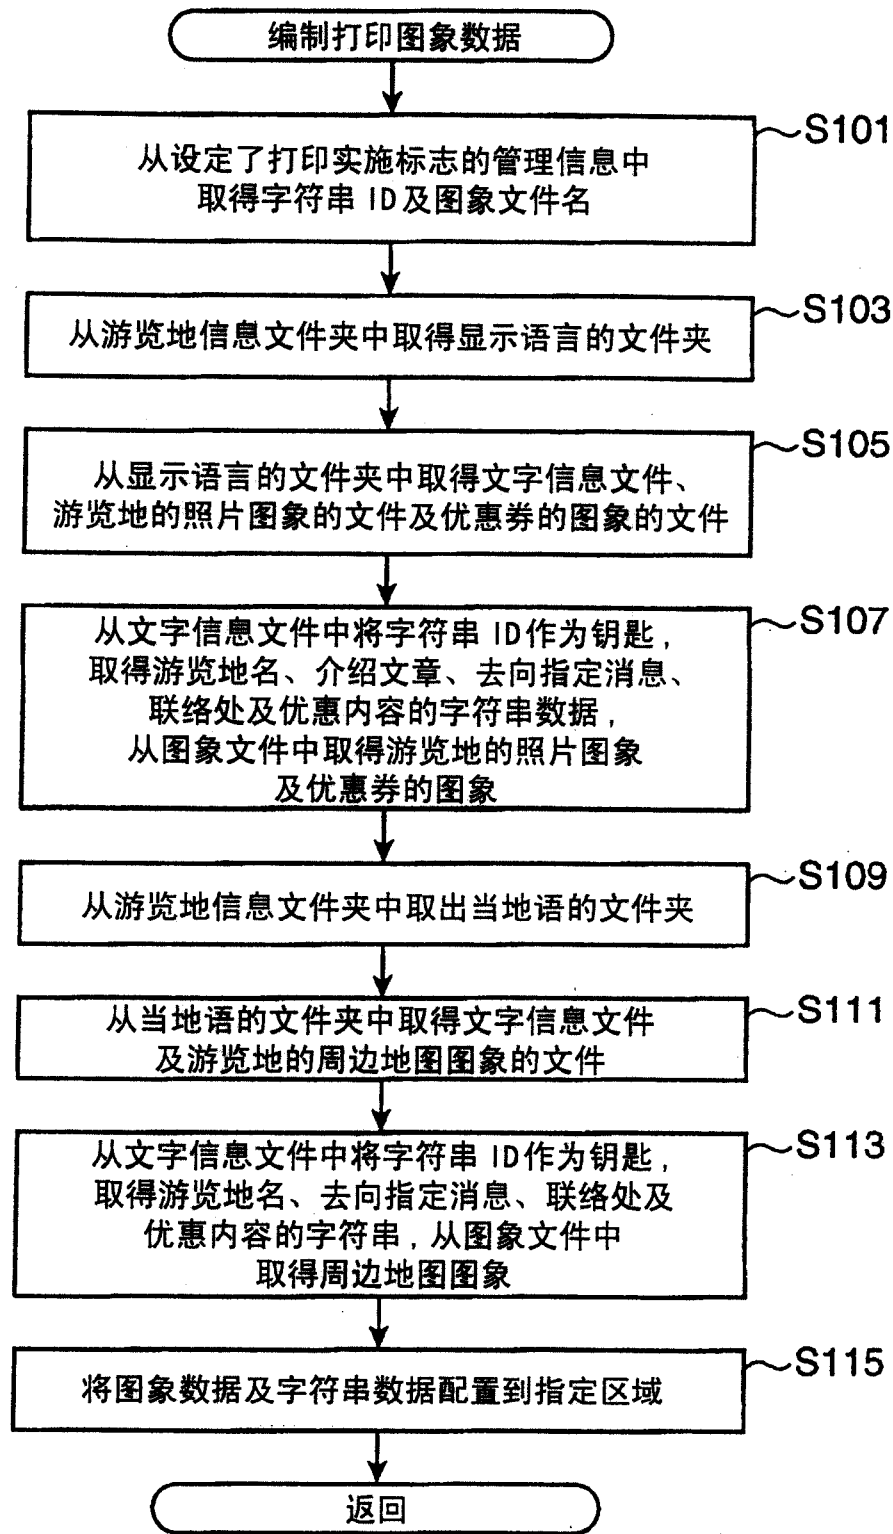 编制打印图象数据
S101
从设定了打印实施标志的管理信息中
取得字符串 ID及图象文件名
S103
从游览地信息文件夹中取得显示语言的文件夹
S105
从显示语言的文件夹中取得文字信息文件、
游览地的照片图象的文件及优惠券的图象的文件
S107
从文字信息文件中将字符串 ID作为钥匙,
取得游览地名、介绍文章、去向指定消息、
联络处及优惠内容的字符串数据,
从图象文件中取得游览地的照片图象
及优惠券的图象
S109
从游览地信息文件夹中取出当地语的文件夹
S111
从当地语的文件夹中取得文字信息文件
及游览地的周边地图图象的文件
S113
从文字信息文件中将字符串 ID作为钥匙,
取得游览地名、去向指定消息、联络处及
优惠内容的字符串, 从图象文件中
取得周边地图图象
S115
将图象数据及字符串数据配置到指定区域
返回